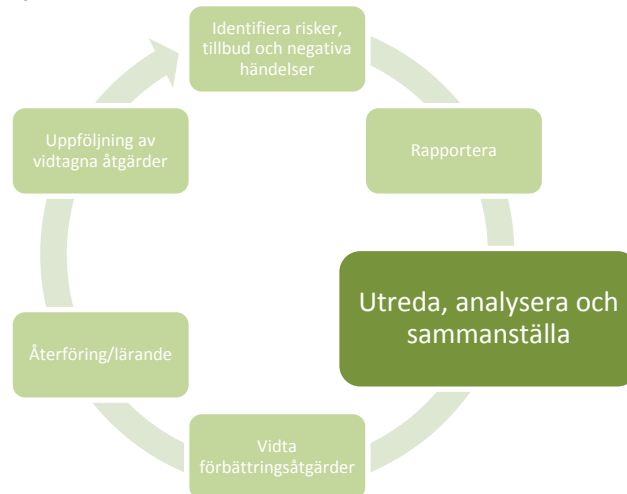 Identifiera risker,
tillbud och negativa
händelser
Rapportera
Utreda, analysera och
sammanställa
Vidta
förbättringsåtgärder
Återföring/lärande
Uppföljning av
vidtagna åtgärder